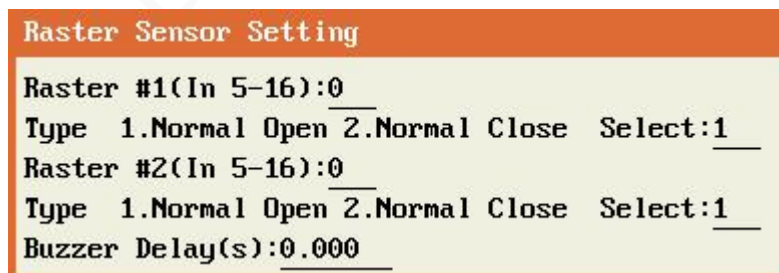 Raster Sensor Setting
Raster #1(In 5-16):0
Type 1.Normal Open 2.Normal Close Select:1
Raster #2(In 5-16):0
Type 1.Normal Open 2.Normal Close Select:1
Buzzer Delay(s):0.000